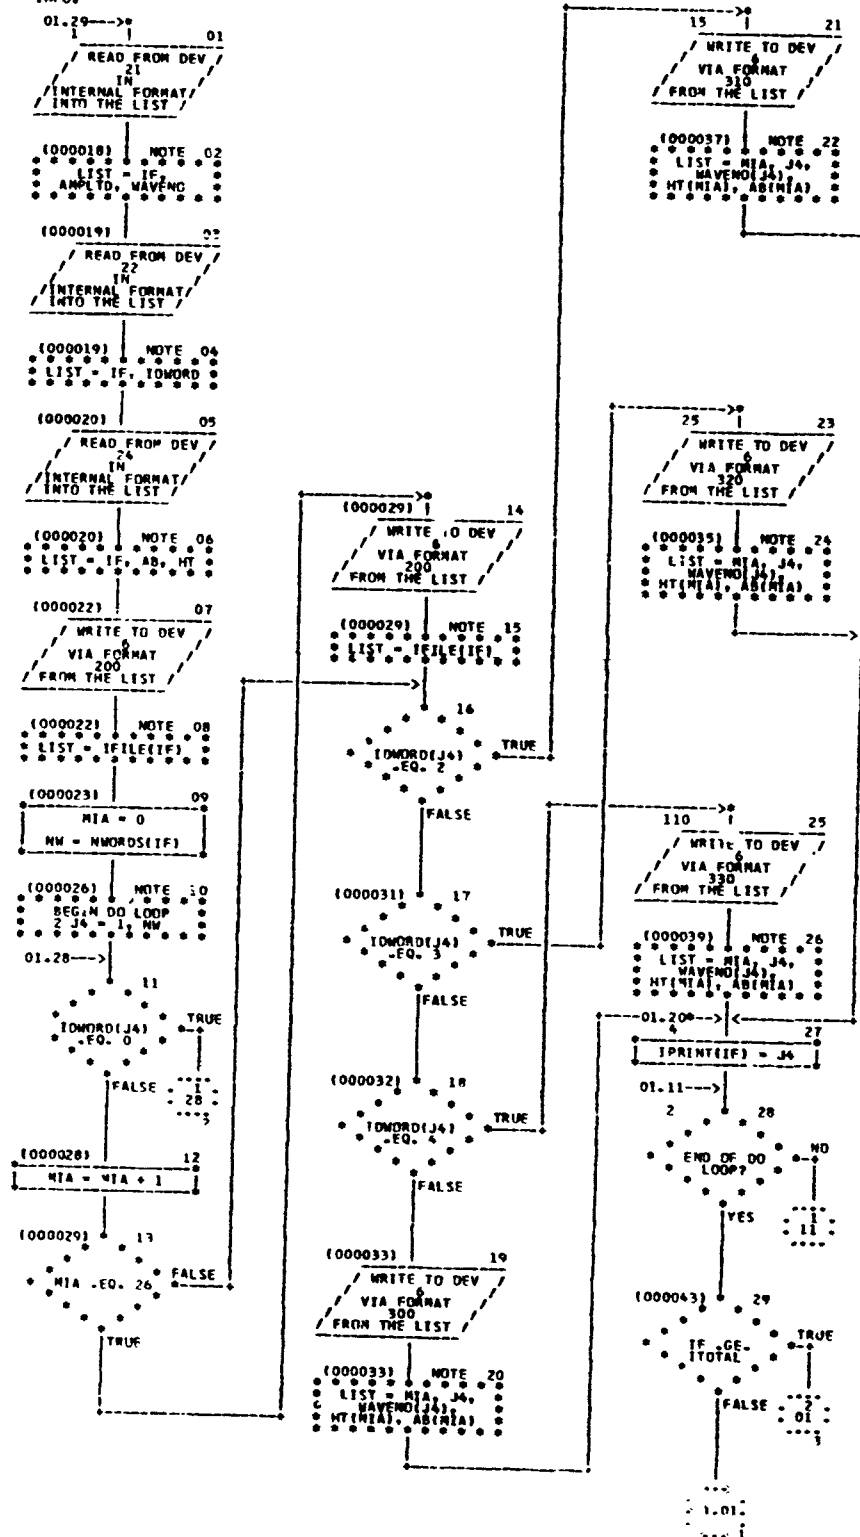 01.29--->*
1 01
READ FROM DEV
21
IN
INTERNAL FORMAT
INTO THE LIST
(000018) NOTE 02
LIST = IF,
AMPLTD, WAVENO
(000019) 03
READ FROM DEV
22
IN
INTERNAL FORMAT
INTO THE LIST
(000019) NOTE 04
LIST = IF, IDWORD
(000020) 05
READ FROM DEV
24
IN
INTERNAL FORMAT
INTO THE LIST
(000020) NOTE 06
LIST = IF, AB, HT
(000022) 07
WRITE TO DEV
6
VIA FORMAT
200
FROM THE LIST
(000022) NOTE 08
LIST = IFILE(IF)
(000023) 09
MIA = 0
NW = NWORDS(IF)
(000026) NOTE 10
BEGIN DO LOOP
2 J4 = 1, NW
01.28--->
11
IDWORD(J4)
.EQ. 0
TRUE
1
28
FALSE
(000028) 12
MIA = MIA + 1
(000029) 13
MIA .EQ. 26
FALSE
TRUE
(000029) 14
WRITE TO DEV
6
VIA FORMAT
200
FROM THE LIST
(000029) NOTE 15
LIST = IFILE(IF)
16
IDWORD(J4)
.EQ. 2
TRUE
FALSE
(000031) 17
IDWORD(J4)
.EQ. 3
TRUE
FALSE
(000032) 18
IDWORD(J4)
.EQ. 4
TRUE
FALSE
(000033) 19
WRITE TO DEV
6
VIA FORMAT
300
FROM THE LIST
(000033) NOTE 20
LIST = MIA, J4,
WAVENO(J4),
HT(MIA), AB(MIA)
15 21
WRITE TO DEV
6
VIA FORMAT
310
FROM THE LIST
(000037) NOTE 22
LIST = MIA, J4,
WAVENO(J4),
HT(MIA), AB(MIA)
25 23
WRITE TO DEV
6
VIA FORMAT
320
FROM THE LIST
(000035) NOTE 24
LIST = MIA, J4,
WAVENO(J4),
HT(MIA), AB(MIA)
110 25
WRITE TO DEV
6
VIA FORMAT
330
FROM THE LIST
(000039) NOTE 26
LIST = MIA, J4,
WAVENO(J4),
HT(MIA), AB(MIA)
01.20*-->
4 27
IPRINT(IF) = J4
01.11--->
2 28
END OF DO
LOOP?
NO
1
11
YES
(000043) 29
IF .GE.
ITOTAL
TRUE
2
01
FALSE
1.01